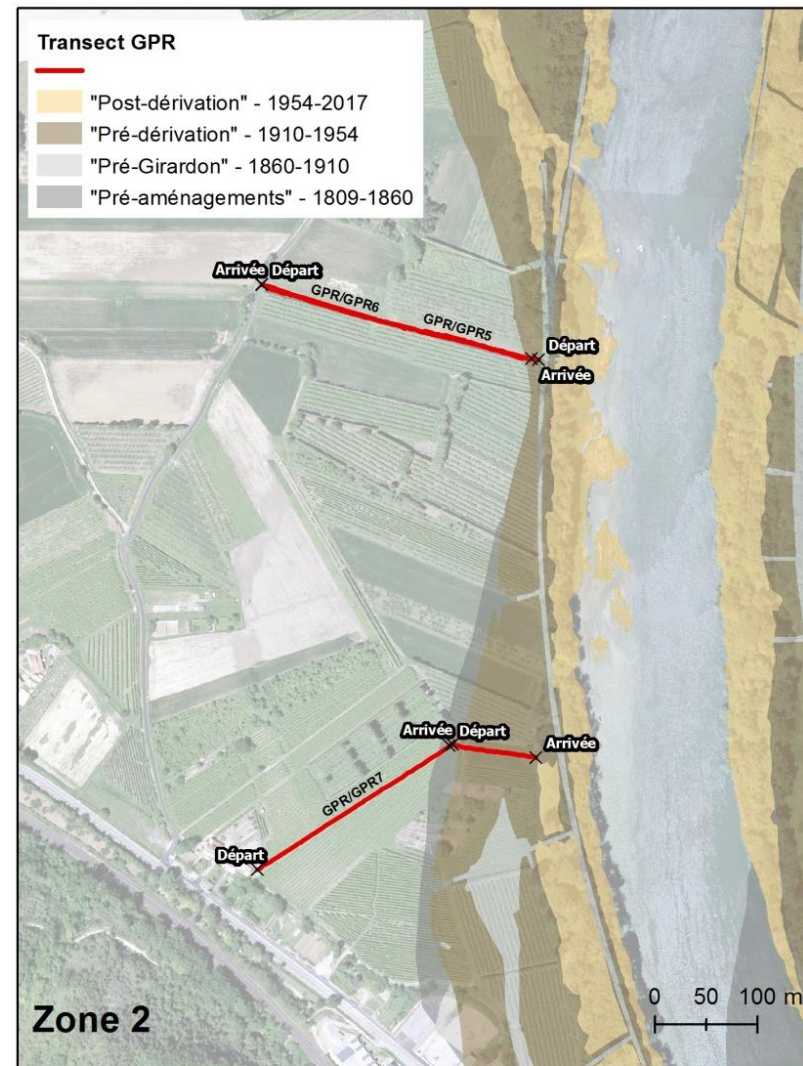 Transect GPR
"Post-dérivation" - 1954-2017
"Pré-dérivation" - 1910-1954
"Pré-Girardon" - 1860-1910
"Pré-aménagements" - 1809-1860
Arrivée Départ
GPR/GPR6
GPR/GPR5
Départ
Arrivée
Arrivée Départ
Arrivée
GPR/GPR7
Départ
Zone 2
0 50 100 m